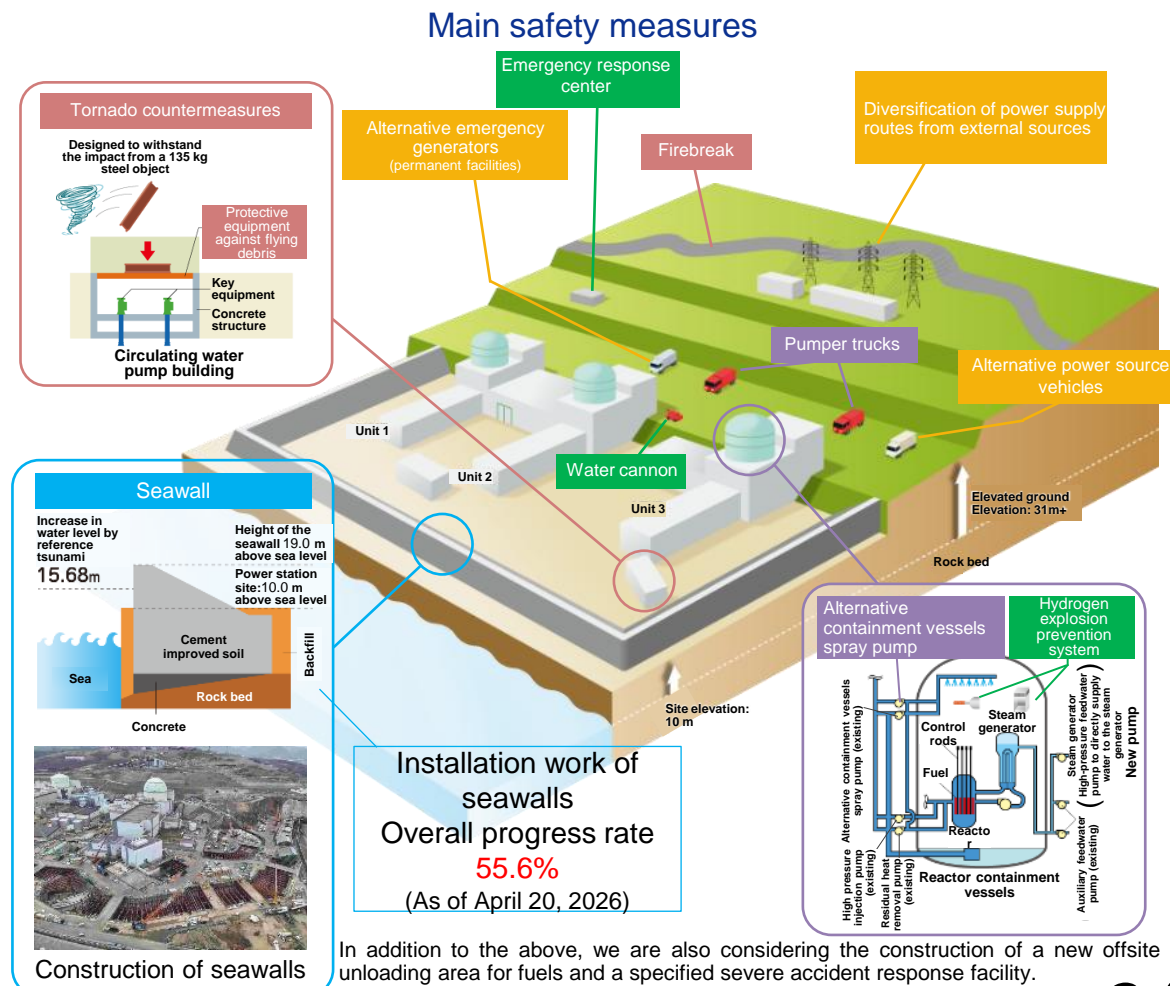 Main safety measures
Emergency response
center
Tornado countermeasures
Designed to withstand
the impact from a 135 kg
steel object
Protective
equipment
against flying
debris
Key
equipment
Concrete
structure
Circulating water
pump building
Alternative emergency
generators
(permanent facilities)
Firebreak
Diversification of power supply
routes from external sources
Pumper trucks
Alternative power source
vehicles
Unit 1
Unit 2
Water cannon
Unit 3
Elevated ground
Elevation: 31m+
Rock bed
Site elevation:
10 m
Seawall
Increase in
water level by
reference
tsunami
15.68m
Height of the
seawall 19.0 m
above sea level
Power station
site:10.0 m
above sea level
Cement
improved soil
Backfill
Sea
Rock bed
Concrete
Construction of seawalls
Installation work of
seawalls
Overall progress rate
55.6%
(As of April 20, 2026)
Alternative
containment vessels
spray pump
Hydrogen
explosion
prevention
system
Alternative containment vessels
spray pump (existing)
Control
rods
Steam
generator
Fuel
Reacto
r
Reactor containment
vessels
High pressure
injection pump
(existing)
Residual heat
removal pump
(existing)
Steam generator
(High-pressure feedwater
pump to directly supply
water to the steam
generator)
New pump
Auxiliary feedwater
pump (existing)
In addition to the above, we are also considering the construction of a new offsite
unloading area for fuels and a specified severe accident response facility.